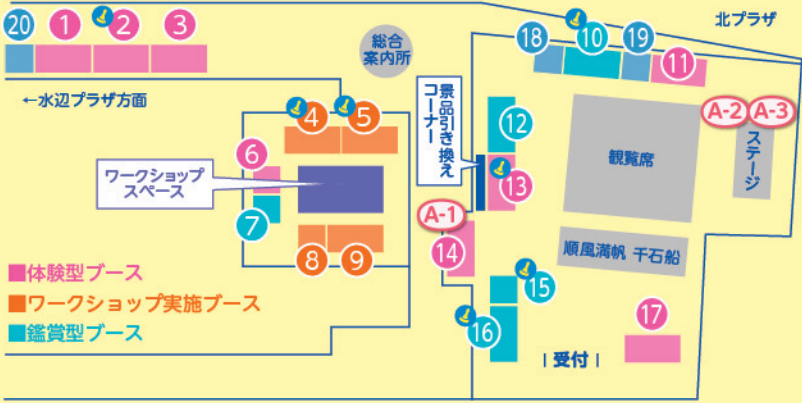 北プラザ
20
1
2
3
総合
案内所
18
10
19
11
←水辺プラザ方面
4
5
景品引き換え
コーナー
12
A-2
A-3
ステージ
観覧席
6
ワークショップ
スペース
13
7
A-1
14
順風満帆 千石船
8
9
■体験型ブース
■ワークショップ実施ブース
■鑑賞型ブース
15
16
17
| 受付 |